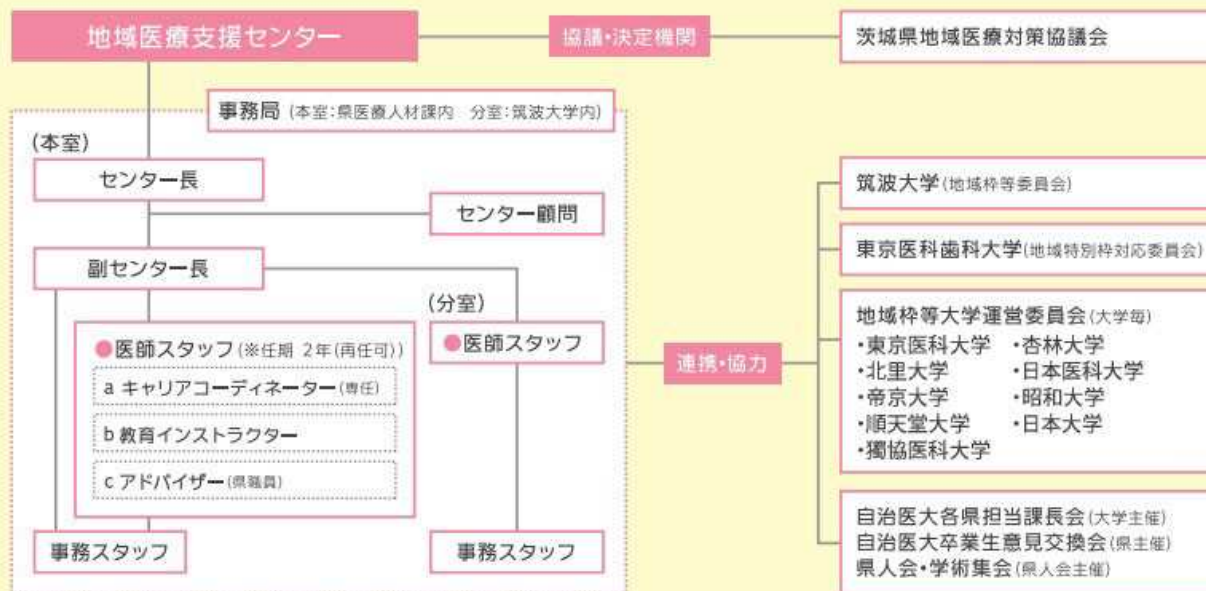 地域医療支援センター
協議・決定機関
茨城県地域医療対策協議会
事務局 (本室:県医療人材課内 分室:筑波大学内)
(本室)
センター長
センター顧問
副センター長
(分室)
●医師スタッフ(※任期 2年(再任可))
a キャリアコーディネーター(専任)
b 教育インストラクター
c アドバイザー(県職員)
●医師スタッフ
事務スタッフ
事務スタッフ
連携・協力
筑波大学(地域枠等委員会)
東京医科歯科大学(地域特別枠対応委員会)
地域枠等大学運営委員会(大学毎)
・東京医科大学 ・杏林大学
・北里大学 ・日本医科大学
・帝京大学 ・昭和大学
・順天堂大学 ・日本大学
・獨協医科大学
自治医大各県担当課長会(大学主催)
自治医大卒業生意見交換会(県主催)
県人会・学術集会(県人会主催)